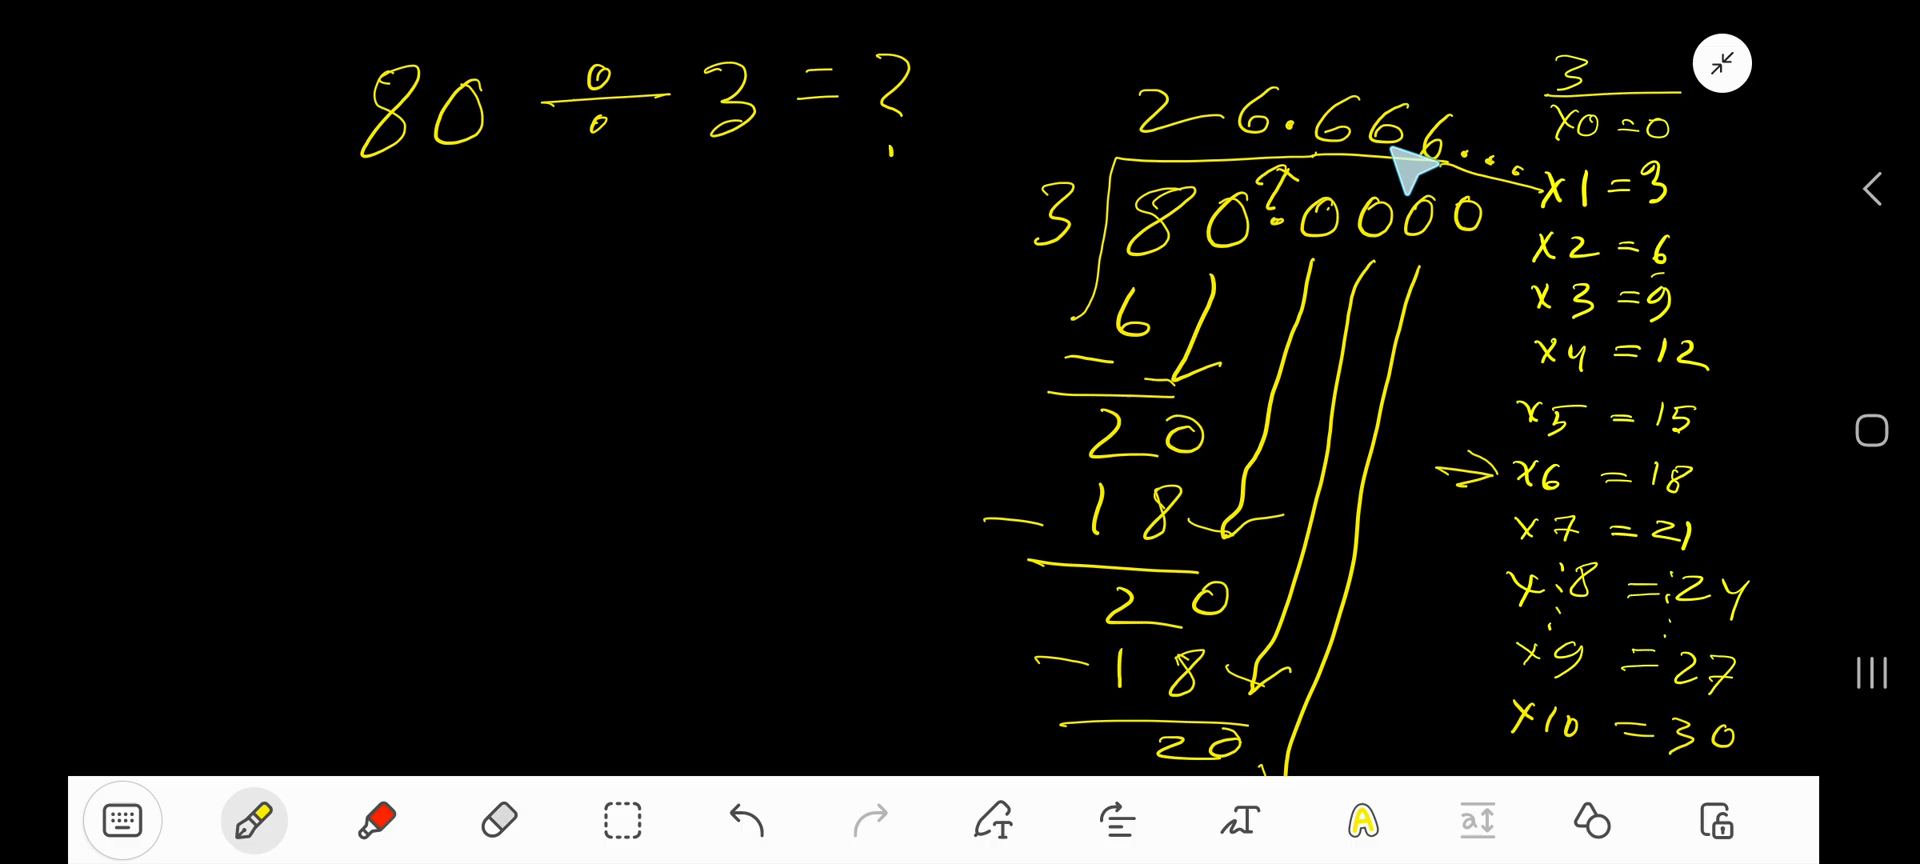 80 ÷ 3 = ?
26.666...
3 80.0000
6
-
20
- 18
20
- 18
20
3
x0 = 0
x1 = 3
x2 = 6
x3 = 9
x4 = 12
x5 = 15
⇒ x6 = 18
x7 = 21
x8 = 24
x9 = 27
x10 = 30
T T A a